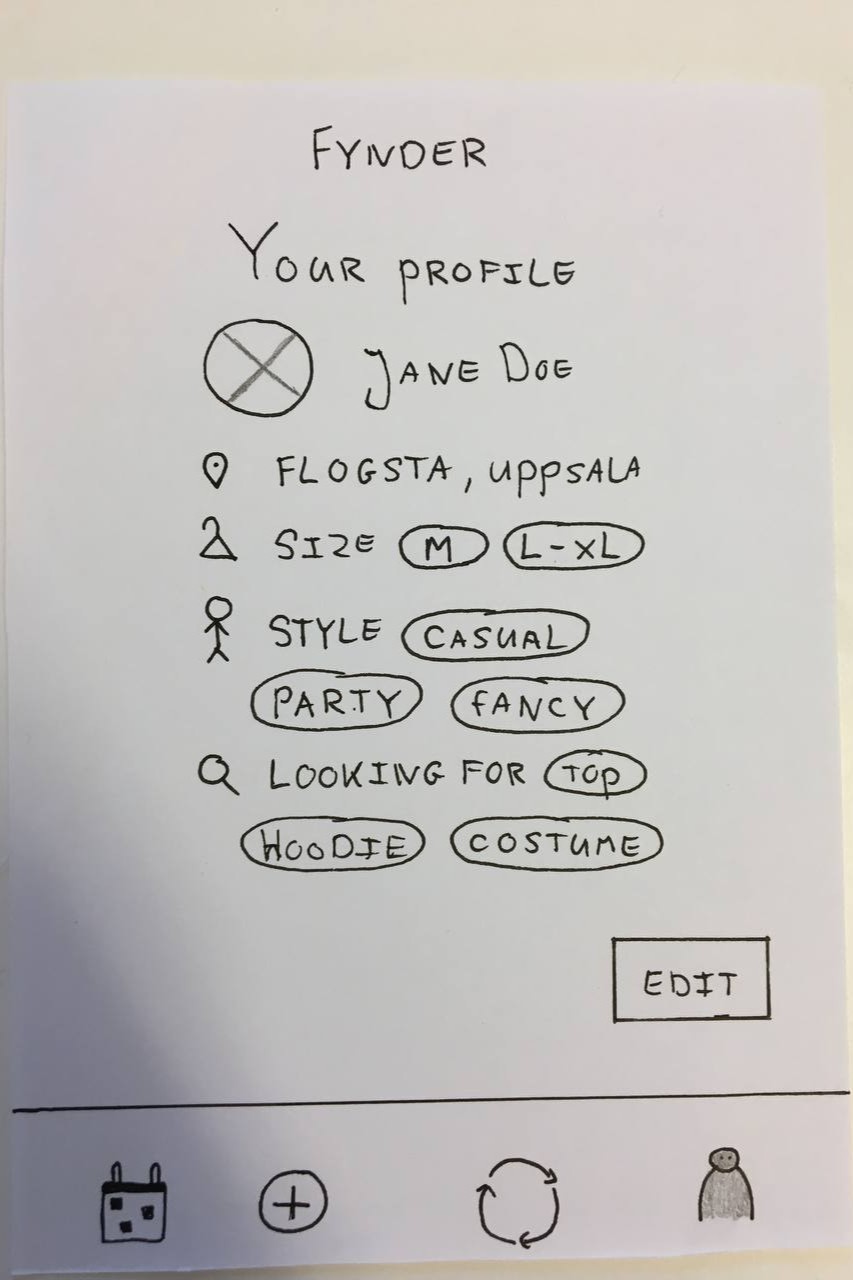 FYNDER
YOUR PROFILE
JANE DOE
FLOGSTA, UPPSALA
SIZE M L-XL
STYLE CASUAL
PARTY FANCY
LOOKING FOR TOP
HOODIE COSTUME
EDIT